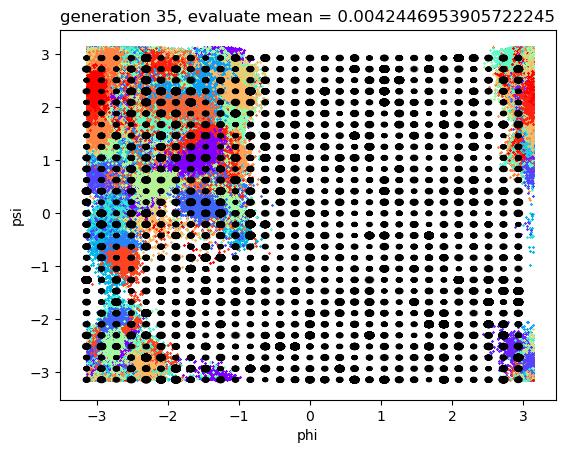 generation 35, evaluate mean = 0.0042446953905722245
3
2
1
0
−1
−2
−3
psi
−3 −2 −1 0 1 2 3
phi